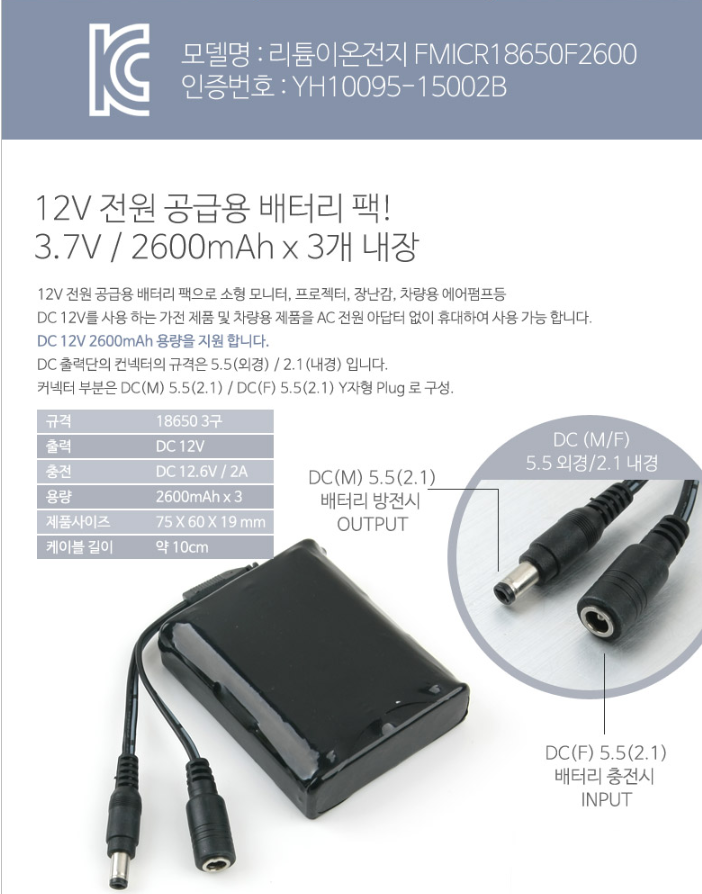 모델명 : 리튬이온전지 FMICR18650F2600
인증번호 : YH10095-15002B
12V 전원 공급용 배터리 팩!
3.7V / 2600mAh x 3개 내장
12V 전원 공급용 배터리 팩으로 소형 모니터, 프로젝터, 장난감, 차량용 에어펌프등
DC 12V를 사용 하는 가전 제품 및 차량용 제품을 AC 전원 아답터 없이 휴대하여 사용 가능 합니다.
DC 12V 2600mAh 용량을 지원 합니다.
DC 출력단의 컨넥터의 규격은 5.5(외경) / 2.1(내경) 입니다.
커넥터 부분은 DC(M) 5.5(2.1) / DC(F) 5.5(2.1) Y자형 Plug 로 구성.
규격 18650 3구
출력 DC 12V
충전 DC 12.6V / 2A
용량 2600mAh x 3
제품사이즈 75 X 60 X 19 mm
케이블 길이 약 10cm
DC (M/F)
5.5 외경/2.1 내경
DC(M) 5.5(2.1)
배터리 방전시
OUTPUT
DC(F) 5.5(2.1)
배터리 충전시
INPUT